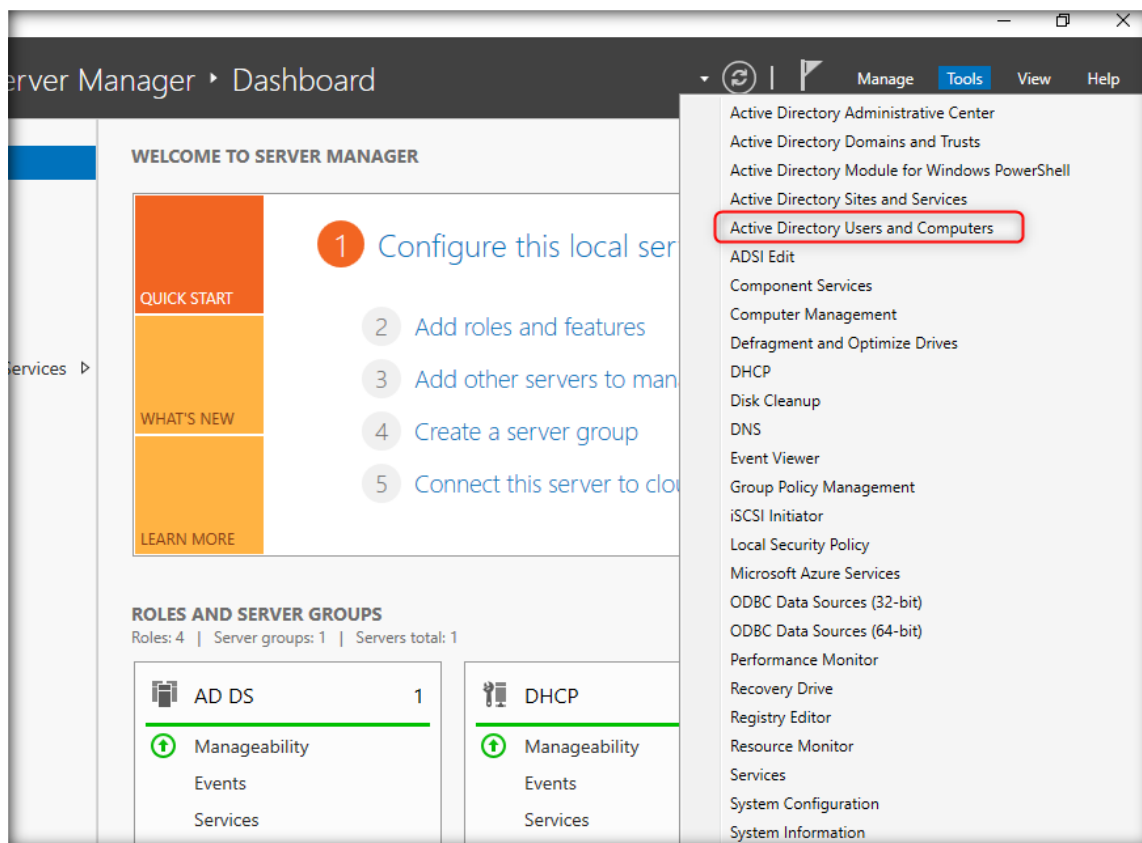 erver Manager ‣ Dashboard
Manage Tools View Help
WELCOME TO SERVER MANAGER
QUICK START
WHAT'S NEW
LEARN MORE
1 Configure this local ser
2 Add roles and features
3 Add other servers to man
4 Create a server group
5 Connect this server to clou
Services
ROLES AND SERVER GROUPS
Roles: 4 | Server groups: 1 | Servers total: 1
AD DS 1
Manageability
Events
Services
DHCP
Manageability
Events
Services
Active Directory Administrative Center
Active Directory Domains and Trusts
Active Directory Module for Windows PowerShell
Active Directory Sites and Services
Active Directory Users and Computers
ADSI Edit
Component Services
Computer Management
Defragment and Optimize Drives
DHCP
Disk Cleanup
DNS
Event Viewer
Group Policy Management
iSCSI Initiator
Local Security Policy
Microsoft Azure Services
ODBC Data Sources (32-bit)
ODBC Data Sources (64-bit)
Performance Monitor
Recovery Drive
Registry Editor
Resource Monitor
Services
System Configuration
System Information